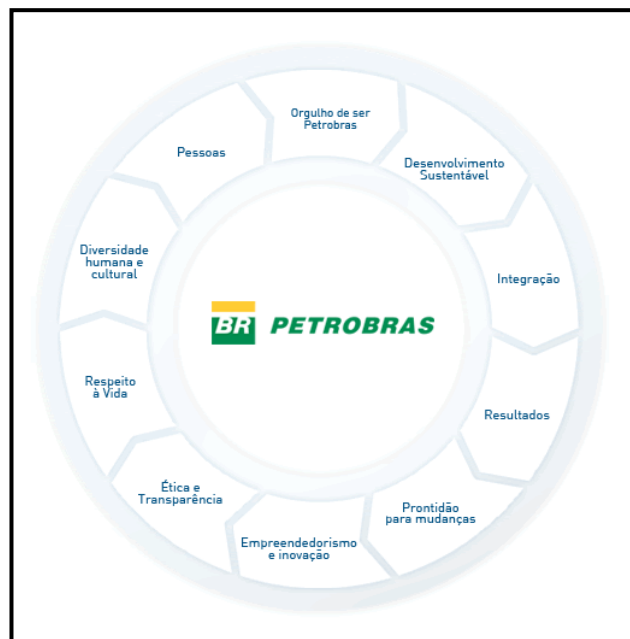 Orgulho de ser
Petrobras
Desenvolvimento
Sustentável
Integração
Resultados
Prontidão
para mudanças
Empreendedorismo
e inovação
Ética e
Transparência
Respeito
à Vida
Diversidade
humana e
cultural
Pessoas
BR PETROBRAS